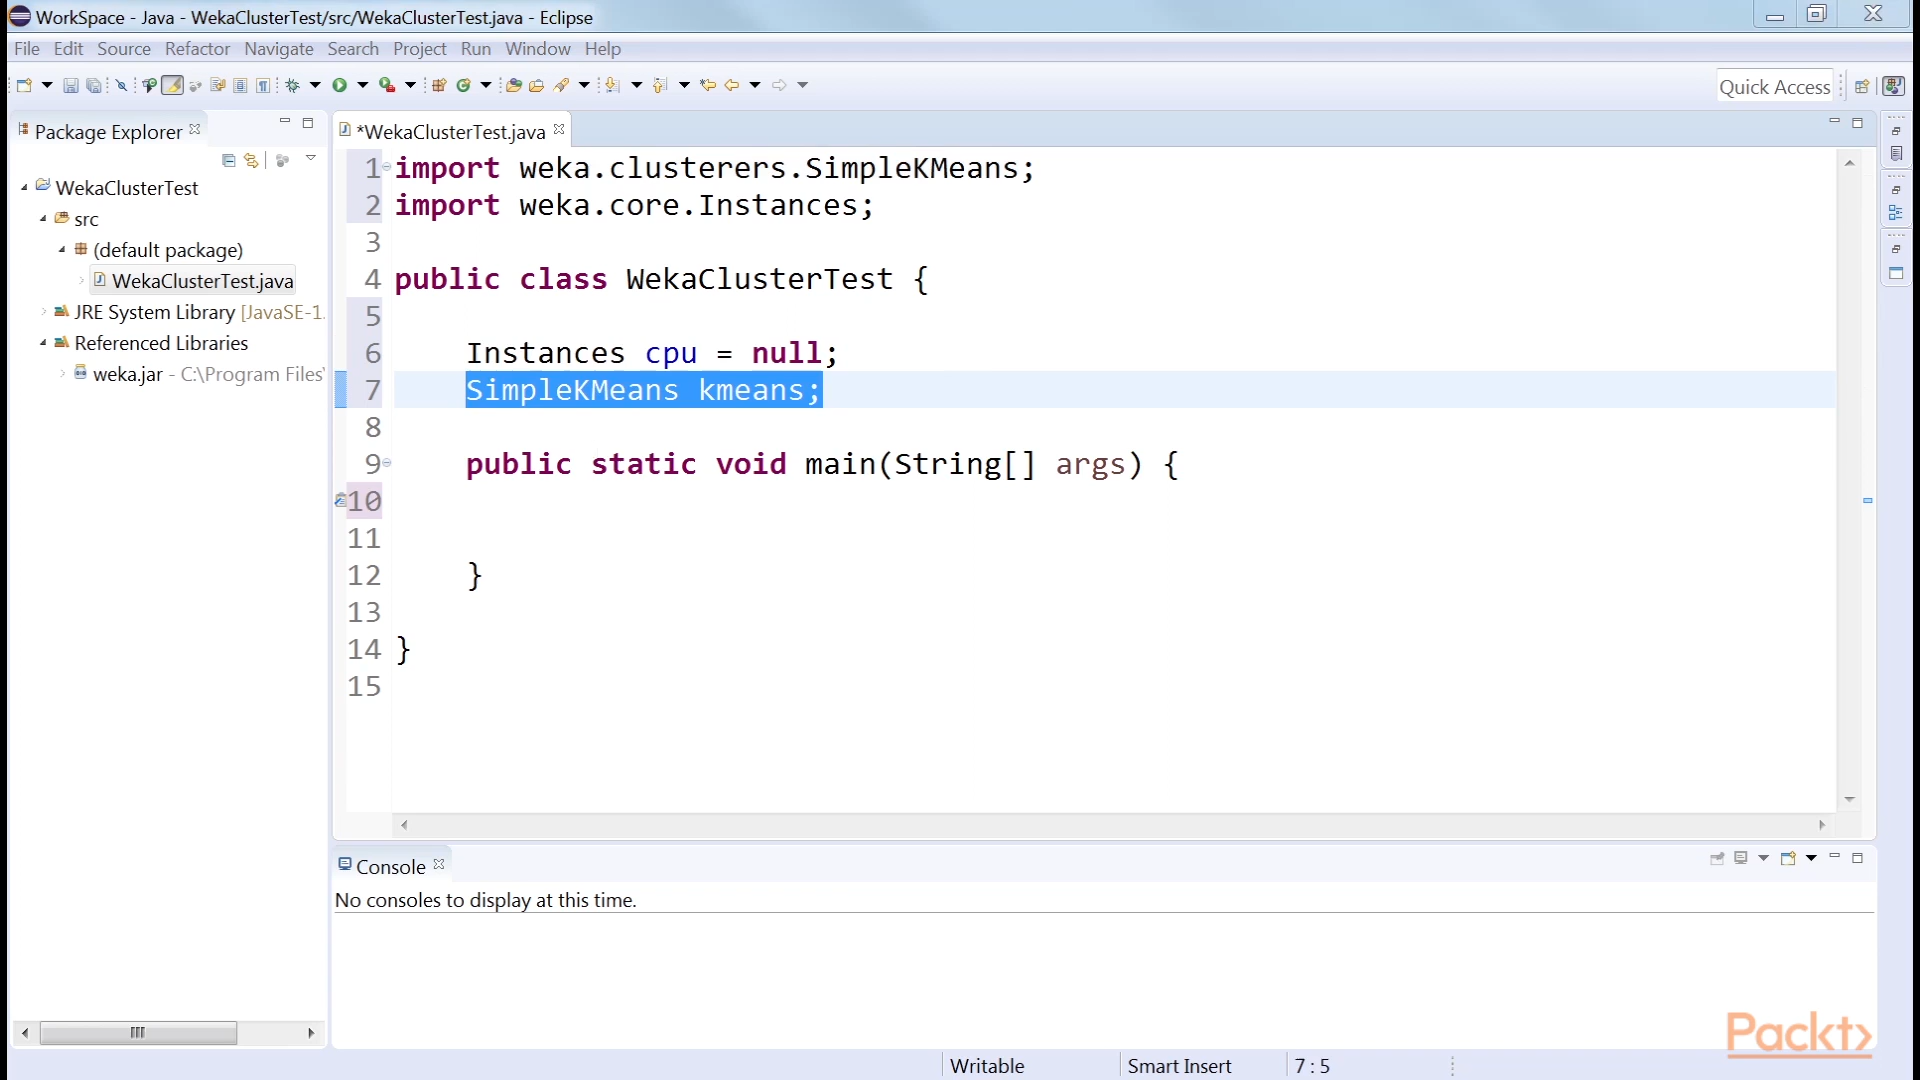 WorkSpace - Java - WekaClusterTest/src/WekaClusterTest.java - Eclipse
File Edit Source Refactor Navigate Search Project Run Window Help
Quick Access
Package Explorer
WekaClusterTest
src
(default package)
WekaClusterTest.java
JRE System Library [JavaSE-1.
Referenced Libraries
weka.jar - C:\Program Files\
*WekaClusterTest.java
1 import weka.clusterers.SimpleKMeans;
2 import weka.core.Instances;
3
4 public class WekaClusterTest {
5
6 Instances cpu = null;
7 SimpleKMeans kmeans;
8
9 public static void main(String[] args) {
10
11
12 }
13
14 }
15
Console
No consoles to display at this time.
Writable Smart Insert 7 : 5
Packt>